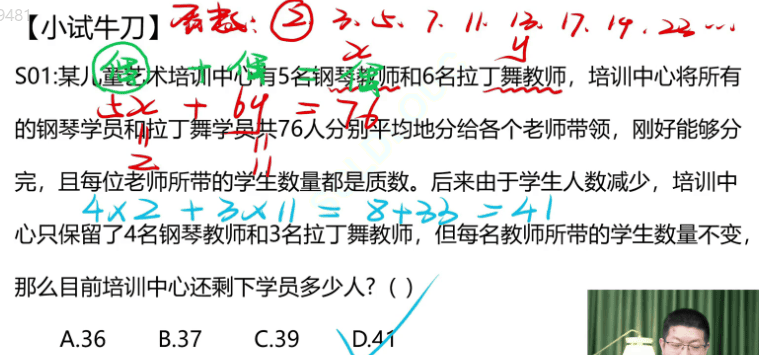 9481
【小试牛刀】 质数：② 3. 5. 7. 11. 13. 17. 19. 23 ...
x y
偶 + 偶 = 偶
S01:某儿童艺术培训中心有5名钢琴教师和6名拉丁舞教师，培训中心将所有
5x + 6y = 76
的钢琴学员和拉丁舞学员共76人分别平均地分给各个老师带领，刚好能够分
2 11
完，且每位老师所带的学生数量都是质数。后来由于学生人数减少，培训中
4×2 + 3×11 = 8+33 = 41
心只保留了4名钢琴教师和3名拉丁舞教师，但每名教师所带的学生数量不变，
那么目前培训中心还剩下学员多少人？（ ）
A.36 B.37 C.39 D.41